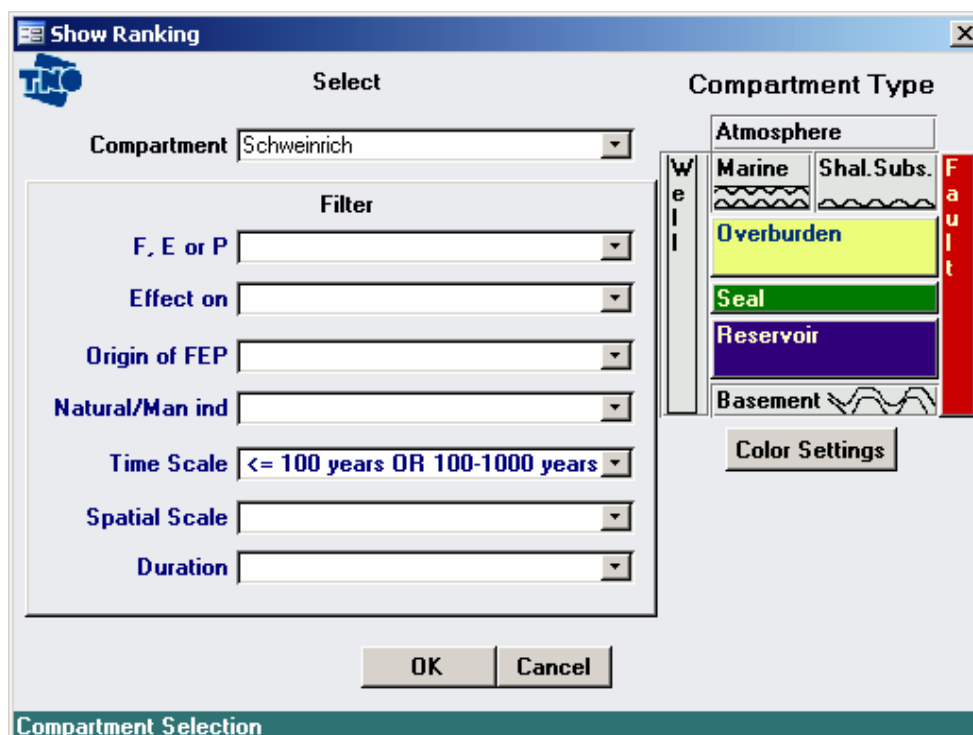 Show Ranking
TNO
Select
Compartment Schweinrich
Filter
F, E or P
Effect on
Origin of FEP
Natural/Man ind
Time Scale <= 100 years OR 100-1000 years
Spatial Scale
Duration
OK Cancel
Compartment Type
Atmosphere
Well
Marine Shal.Subs.
Fault
Overburden
Seal
Reservoir
Basement
Color Settings
Compartment Selection